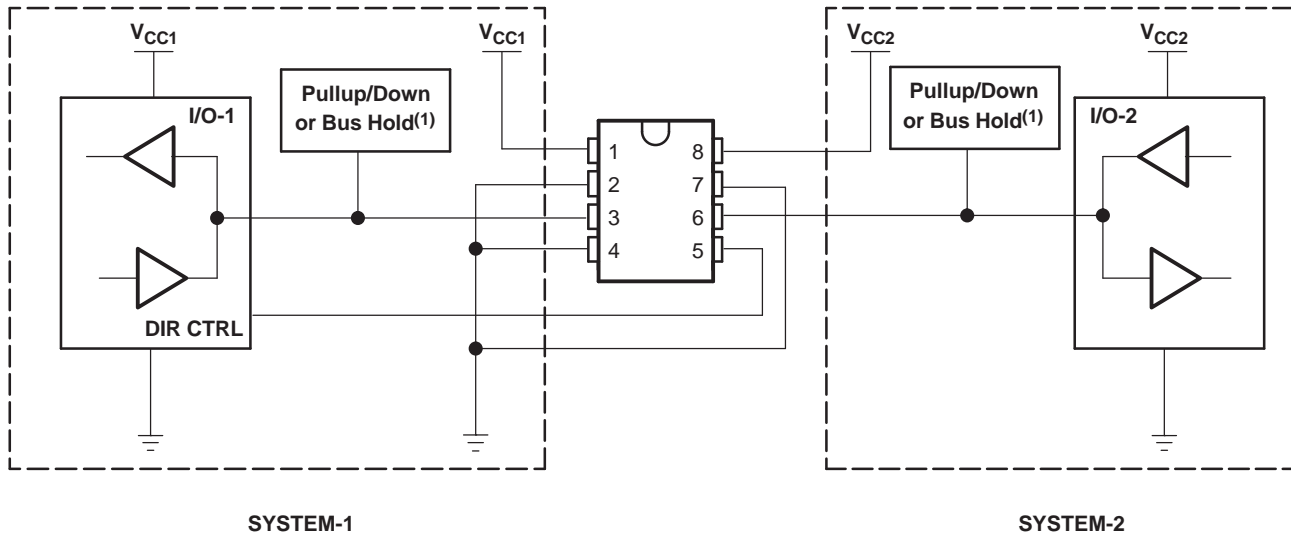 VCC1
VCC1
I/O-1
Pullup/Down
or Bus Hold(1)
DIR CTRL
1
2
3
4
8
7
6
5
VCC2
VCC2
Pullup/Down
or Bus Hold(1)
I/O-2
SYSTEM-1
SYSTEM-2